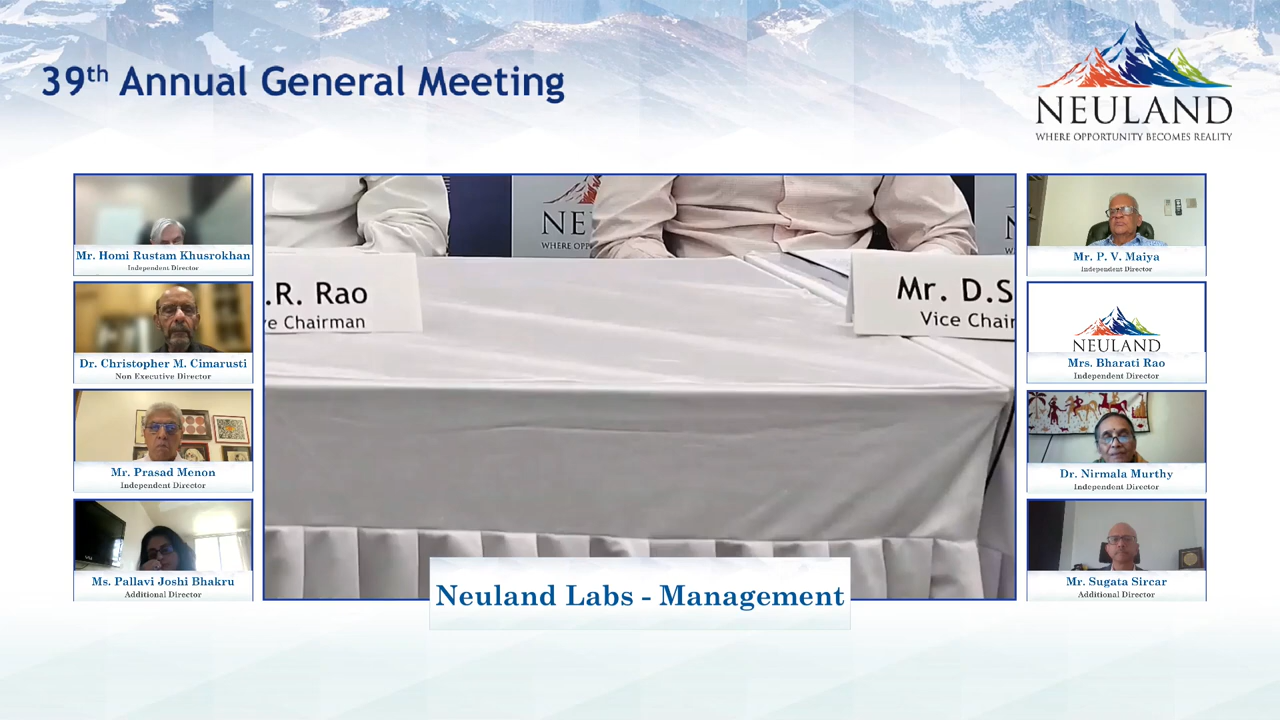 39th Annual General Meeting
NEULAND
WHERE OPPORTUNITY BECOMES REALITY
Mr. Homi Rustam Khusrokhan
Independent Director
Dr. Christopher M. Cimarusti
Non Executive Director
Mr. Prasad Menon
Independent Director
Ms. Pallavi Joshi Bhakru
Additional Director
NEU
WHERE OPP
.R. Rao
e Chairman
Mr. D.S
Vice Chair
Neuland Labs - Management
Mr. P. V. Maiya
Independent Director
NEULAND
Mrs. Bharati Rao
Independent Director
Dr. Nirmala Murthy
Independent Director
Mr. Sugata Sircar
Additional Director